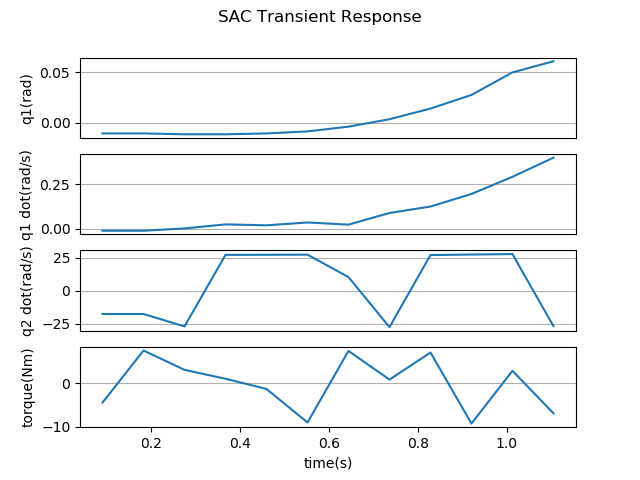 SAC Transient Response
q1(rad)
0.05
0.00
q1 dot(rad/s)
0.25
0.00
q2 dot(rad/s)
25
0
−25
torque(Nm)
0
−10
0.2 0.4 0.6 0.8 1.0
time(s)